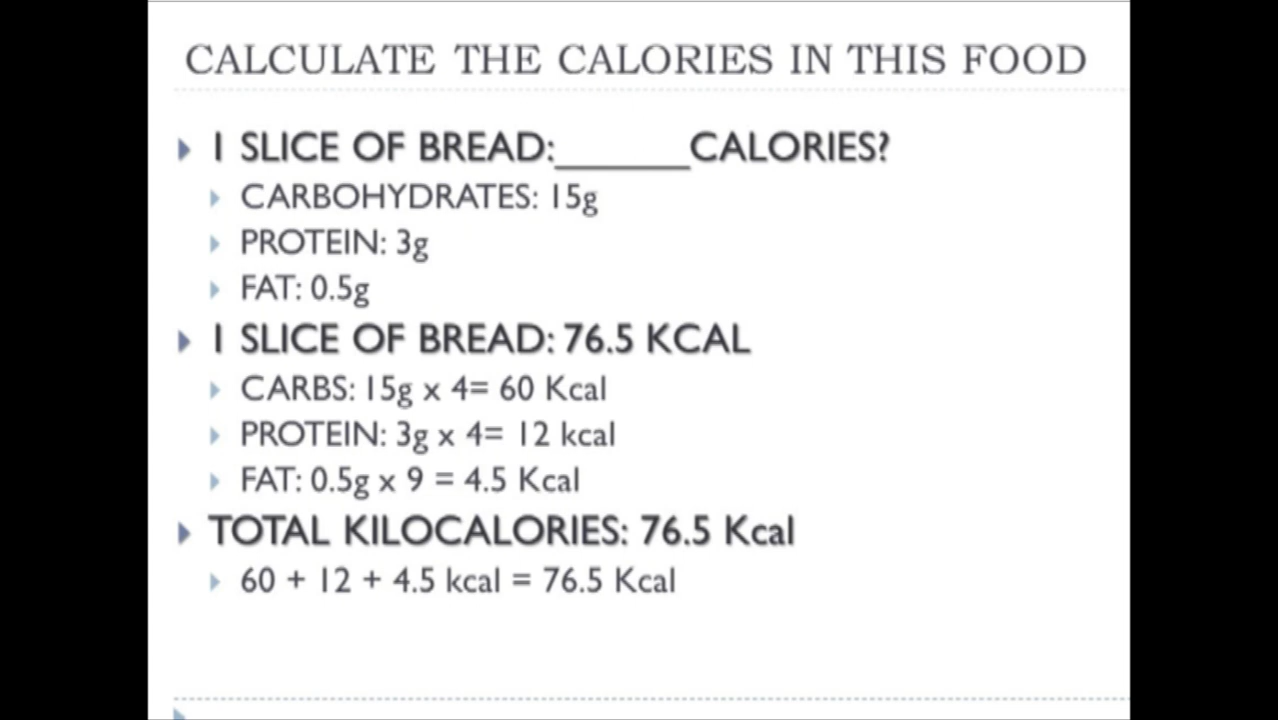 CALCULATE THE CALORIES IN THIS FOOD
1 SLICE OF BREAD:______CALORIES?
CARBOHYDRATES: 15g
PROTEIN: 3g
FAT: 0.5g
1 SLICE OF BREAD: 76.5 KCAL
CARBS: 15g x 4= 60 Kcal
PROTEIN: 3g x 4= 12 kcal
FAT: 0.5g x 9 = 4.5 Kcal
TOTAL KILOCALORIES: 76.5 Kcal
60 + 12 + 4.5 kcal = 76.5 Kcal